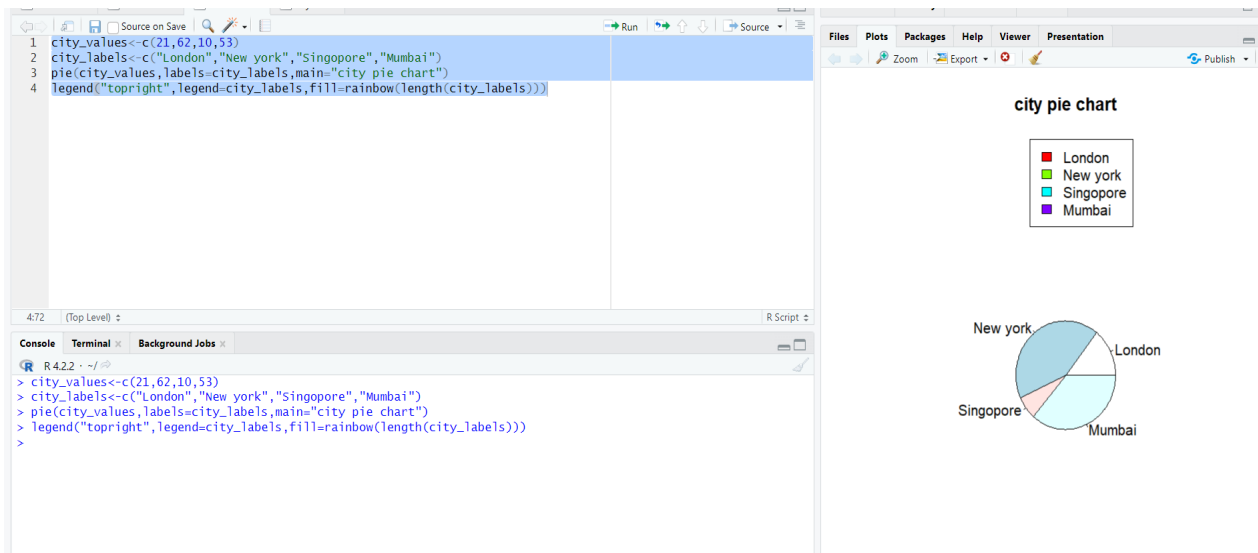 Source on Save
Run
Source
1 city_values<-c(21,62,10,53)
2 city_labels<-c("London","New york","Singopore","Mumbai")
3 pie(city_values,labels=city_labels,main="city pie chart")
4 legend("topright",legend=city_labels,fill=rainbow(length(city_labels)))
4:72 (Top Level) R Script
Console Terminal Background Jobs
R R 4.2.2 · ~/
> city_values<-c(21,62,10,53)
> city_labels<-c("London","New york","Singopore","Mumbai")
> pie(city_values,labels=city_labels,main="city pie chart")
> legend("topright",legend=city_labels,fill=rainbow(length(city_labels)))
>
Files Plots Packages Help Viewer Presentation
Zoom Export Publish
city pie chart
London
New york
Singopore
Mumbai
New york
London
Singopore
Mumbai